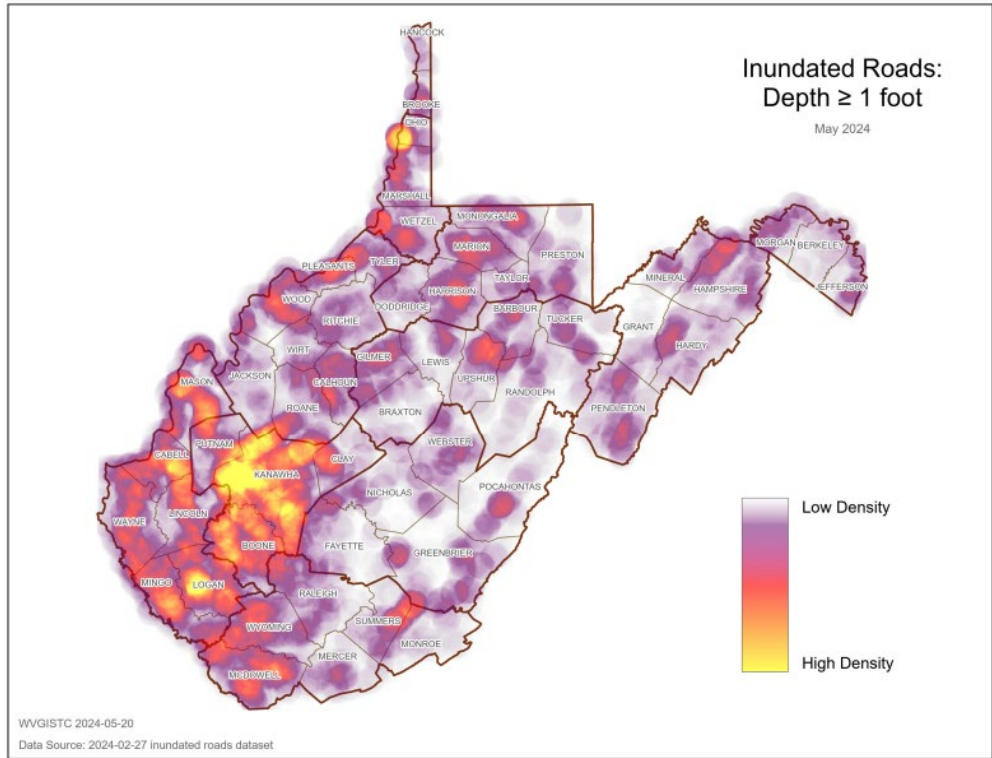 HANCOCK
Inundated Roads:
Depth ≥ 1 foot
May 2024
BROOKE
OHIO
MARSHALL
WETZEL
MONONGALIA
MARION
PRESTON
TYLER
PLEASANTS
TAYLOR
WOOD
DODDRIDGE
HARRISON
BARBOUR
TUCKER
RITCHIE
MORGAN
BERKELEY
JEFFERSON
MINERAL
HAMPSHIRE
GRANT
HARDY
WIRT
GILMER
LEWIS
UPSHUR
RANDOLPH
JACKSON
CALHOUN
MASON
ROANE
BRAXTON
PENDLETON
PUTNAM
WEBSTER
CABELL
CLAY
KANAWHA
NICHOLAS
POCAHONTAS
LINCOLN
WAYNE
BOONE
FAYETTE
GREENBRIER
MINGO
LOGAN
RALEIGH
WYOMING
SUMMERS
MONROE
MERCER
MCDOWELL
Low Density
High Density
WVGISTC 2024-05-20
Data Source: 2024-02-27 inundated roads dataset